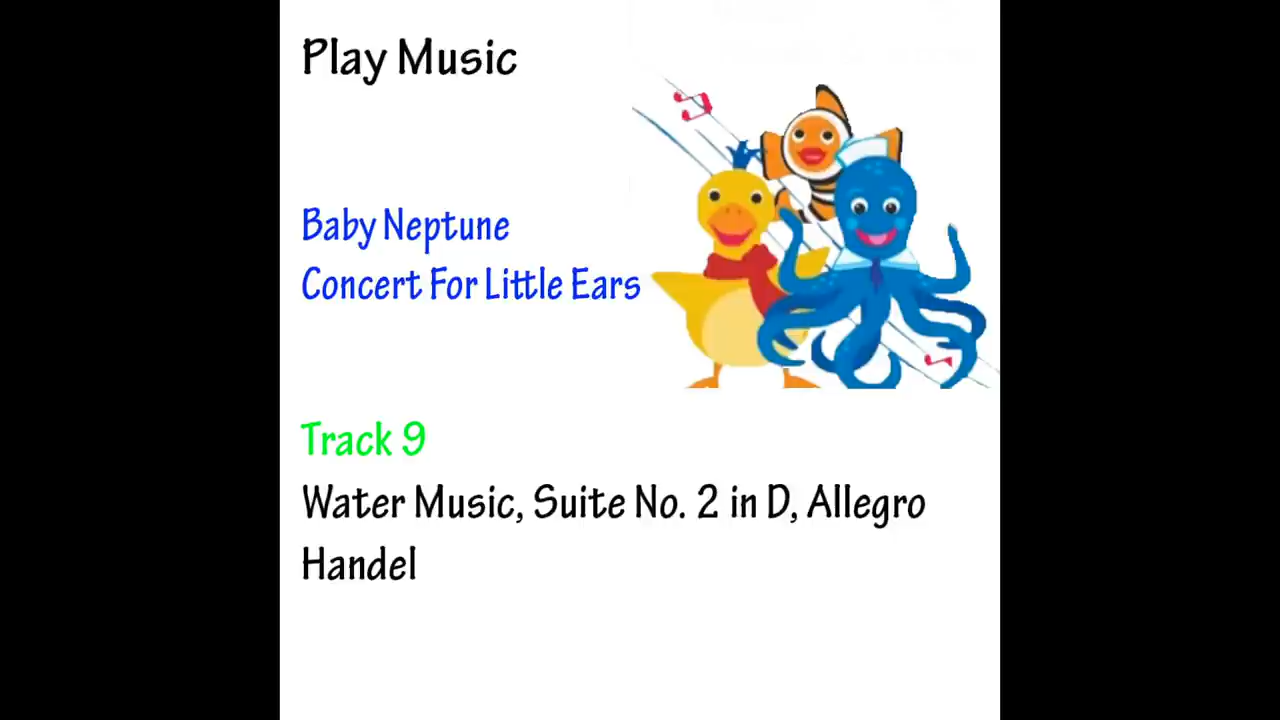 Play Music
Baby Neptune
Concert For Little Ears
Track 9
Water Music, Suite No. 2 in D, Allegro
Handel